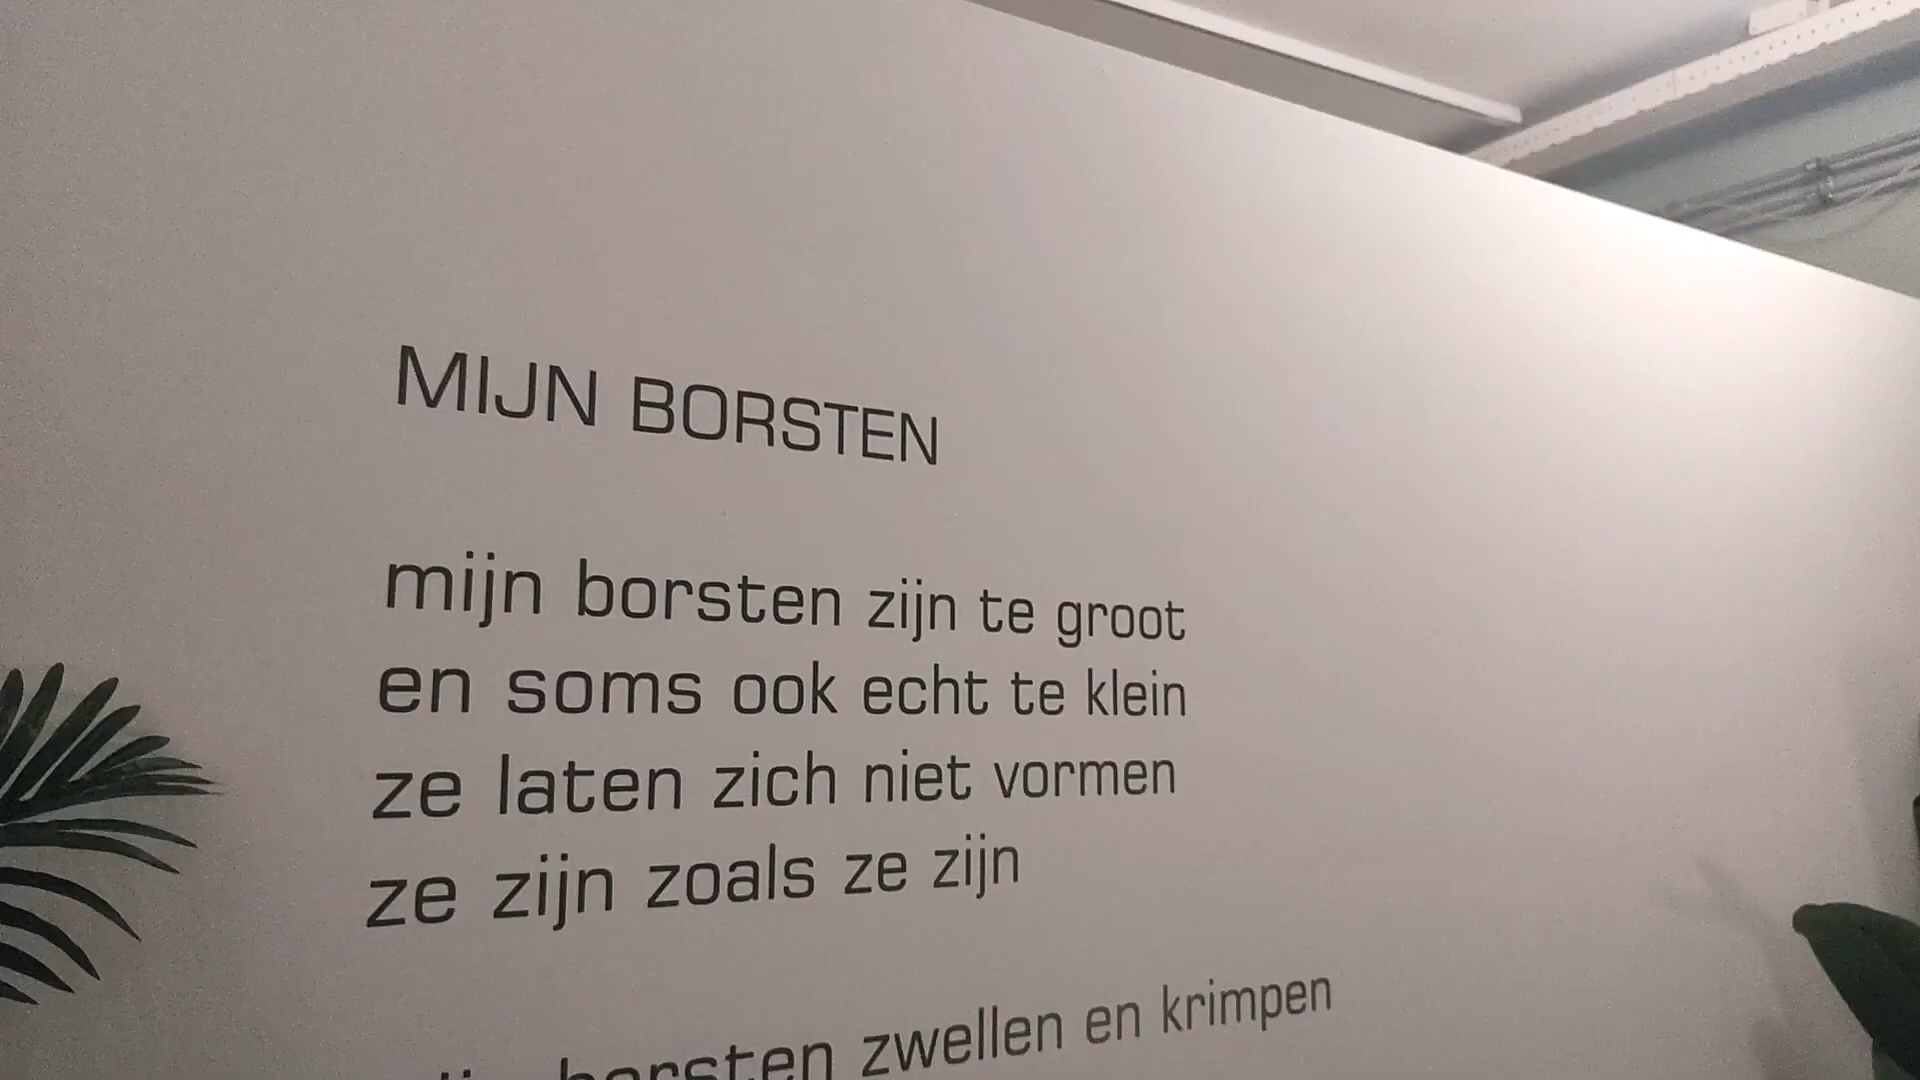 MIJN BORSTEN
mijn borsten zijn te groot
en soms ook echt te klein
ze laten zich niet vormen
ze zijn zoals ze zijn
borsten zwellen en krimpen